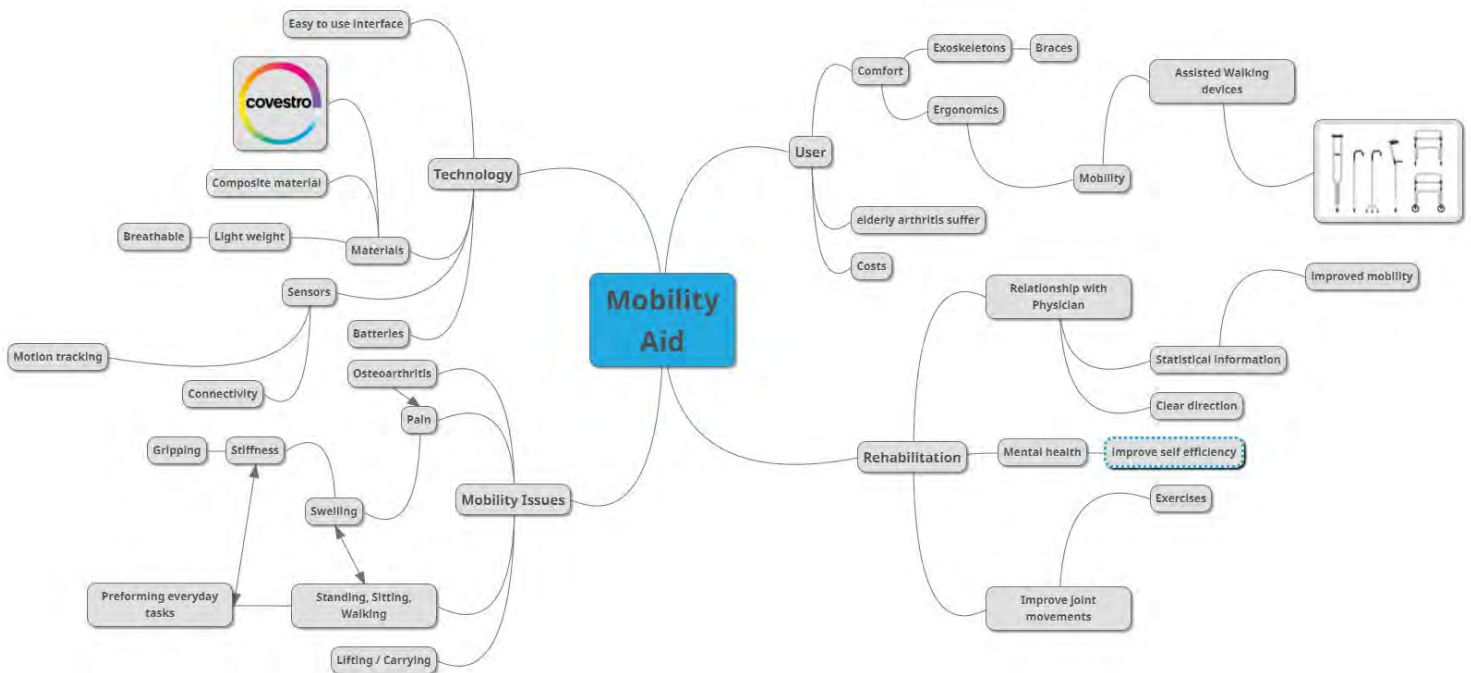 Mobility
Aid
Technology
Easy to use interface
covestro
Composite material
Breathable
Light weight
Materials
Sensors
Motion tracking
Connectivity
Batteries
Mobility Issues
Osteoarthritis
Pain
Gripping
Stiffness
Swelling
Preforming everyday
tasks
Standing, Sitting,
Walking
Lifting / Carrying
User
Comfort
Exoskeletons
Braces
Ergonomics
Mobility
Assisted Walking
devices
elderly arthritis suffer
Costs
Rehabilitation
Relationship with
Physician
Improved mobility
Statistical information
Clear direction
Mental health
Improve self efficiency
Exercises
Improve joint
movements